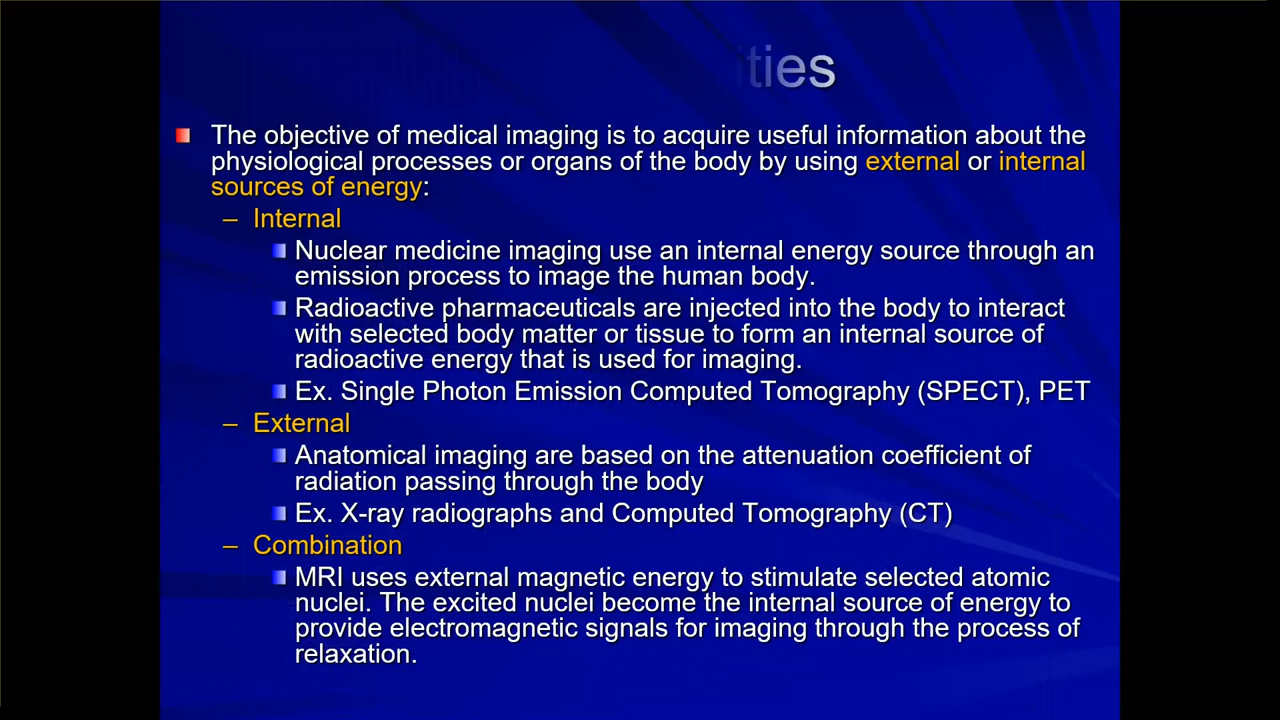 The objective of medical imaging is to acquire useful information about the
physiological processes or organs of the body by using external or internal
sources of energy:
– Internal
Nuclear medicine imaging use an internal energy source through an
emission process to image the human body.
Radioactive pharmaceuticals are injected into the body to interact
with selected body matter or tissue to form an internal source of
radioactive energy that is used for imaging.
Ex. Single Photon Emission Computed Tomography (SPECT), PET
– External
Anatomical imaging are based on the attenuation coefficient of
radiation passing through the body
Ex. X-ray radiographs and Computed Tomography (CT)
– Combination
MRI uses external magnetic energy to stimulate selected atomic
nuclei. The excited nuclei become the internal source of energy to
provide electromagnetic signals for imaging through the process of
relaxation.